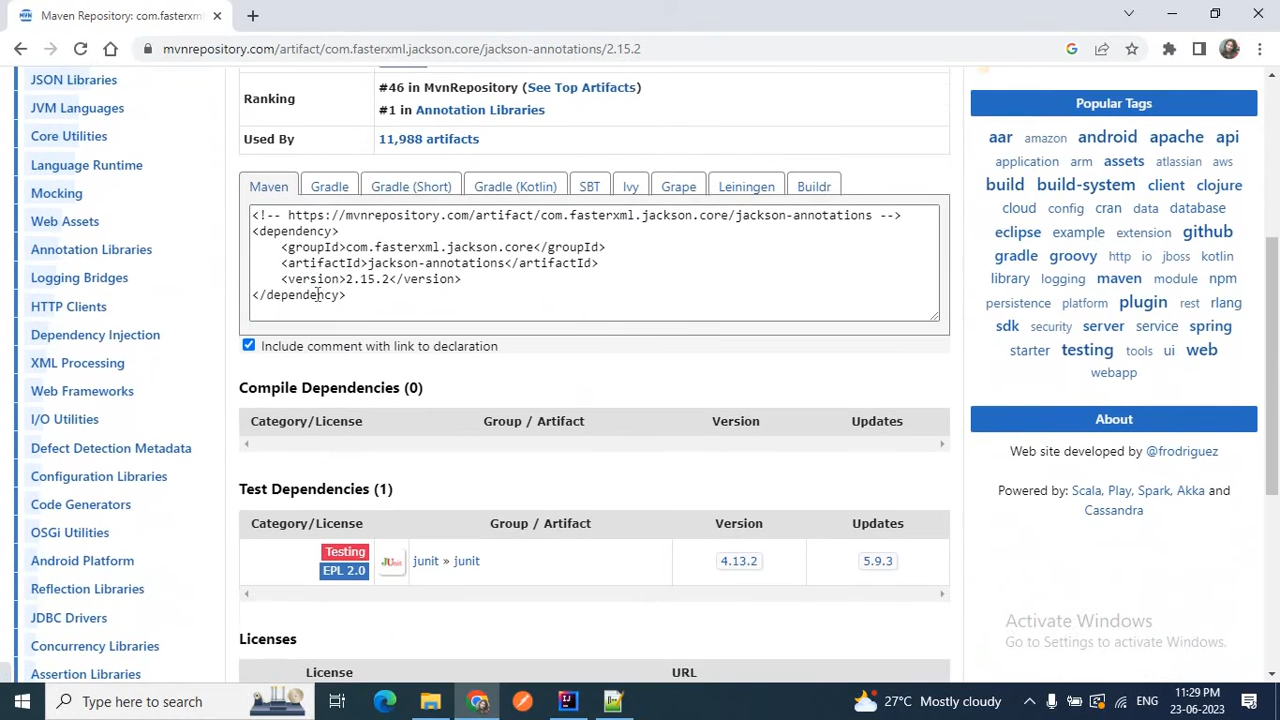 Maven Repository: com.fasterxml
mvnrepository.com/artifact/com.fasterxml.jackson.core/jackson-annotations/2.15.2
JSON Libraries
JVM Languages
Core Utilities
Language Runtime
Mocking
Web Assets
Annotation Libraries
Logging Bridges
HTTP Clients
Dependency Injection
XML Processing
Web Frameworks
I/O Utilities
Defect Detection Metadata
Configuration Libraries
Code Generators
OSGi Utilities
Android Platform
Reflection Libraries
JDBC Drivers
Concurrency Libraries
Assertion Libraries
Ranking
#46 in MvnRepository (See Top Artifacts)
#1 in Annotation Libraries
Used By 11,988 artifacts
Maven Gradle Gradle (Short) Gradle (Kotlin) SBT Ivy Grape Leiningen Buildr
<!-- https://mvnrepository.com/artifact/com.fasterxml.jackson.core/jackson-annotations -->
<dependency>
<groupId>com.fasterxml.jackson.core</groupId>
<artifactId>jackson-annotations</artifactId>
<version>2.15.2</version>
</dependency>
Include comment with link to declaration
Compile Dependencies (0)
Category/License Group / Artifact Version Updates
Test Dependencies (1)
Category/License Group / Artifact Version Updates
Testing
EPL 2.0
JUnit
junit » junit 4.13.2 5.9.3
Licenses
License URL
Popular Tags
aar amazon android apache api
application arm assets atlassian aws
build build-system client clojure
cloud config cran data database
eclipse example extension github
gradle groovy http io jboss kotlin
library logging maven module npm
persistence platform plugin rest rlang
sdk security server service spring
starter testing tools ui web
webapp
About
Web site developed by @frodriguez
Powered by: Scala, Play, Spark, Akka and
Cassandra
Activate Windows
Go to Settings to activate Windows.
Type here to search
27°C Mostly cloudy
ENG
11:29 PM
23-06-2023